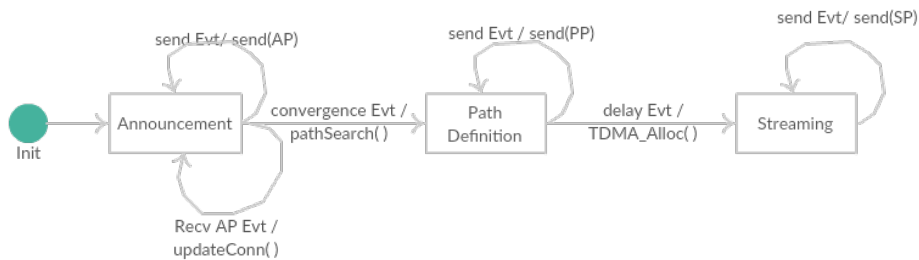 send Evt/ send(AP)
send Evt / send(PP)
send Evt/ send(SP)
Init
Announcement
convergence Evt /
pathSearch( )
Path
Definition
delay Evt /
TDMA_Alloc( )
Streaming
Recv AP Evt /
updateConn( )